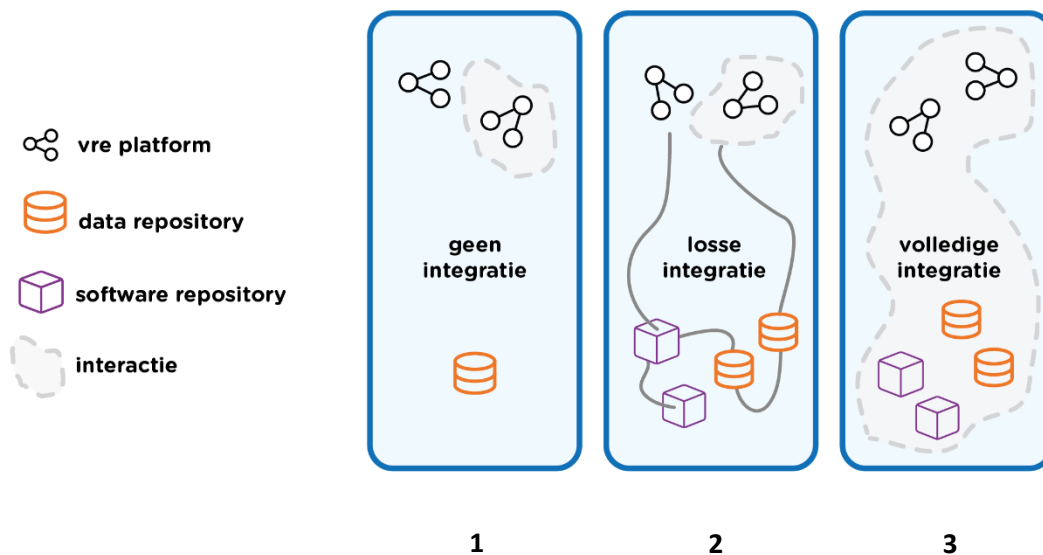 vre platform
data repository
software repository
interactie
geen
integratie
losse
integratie
volledige
integratie
1
2
3